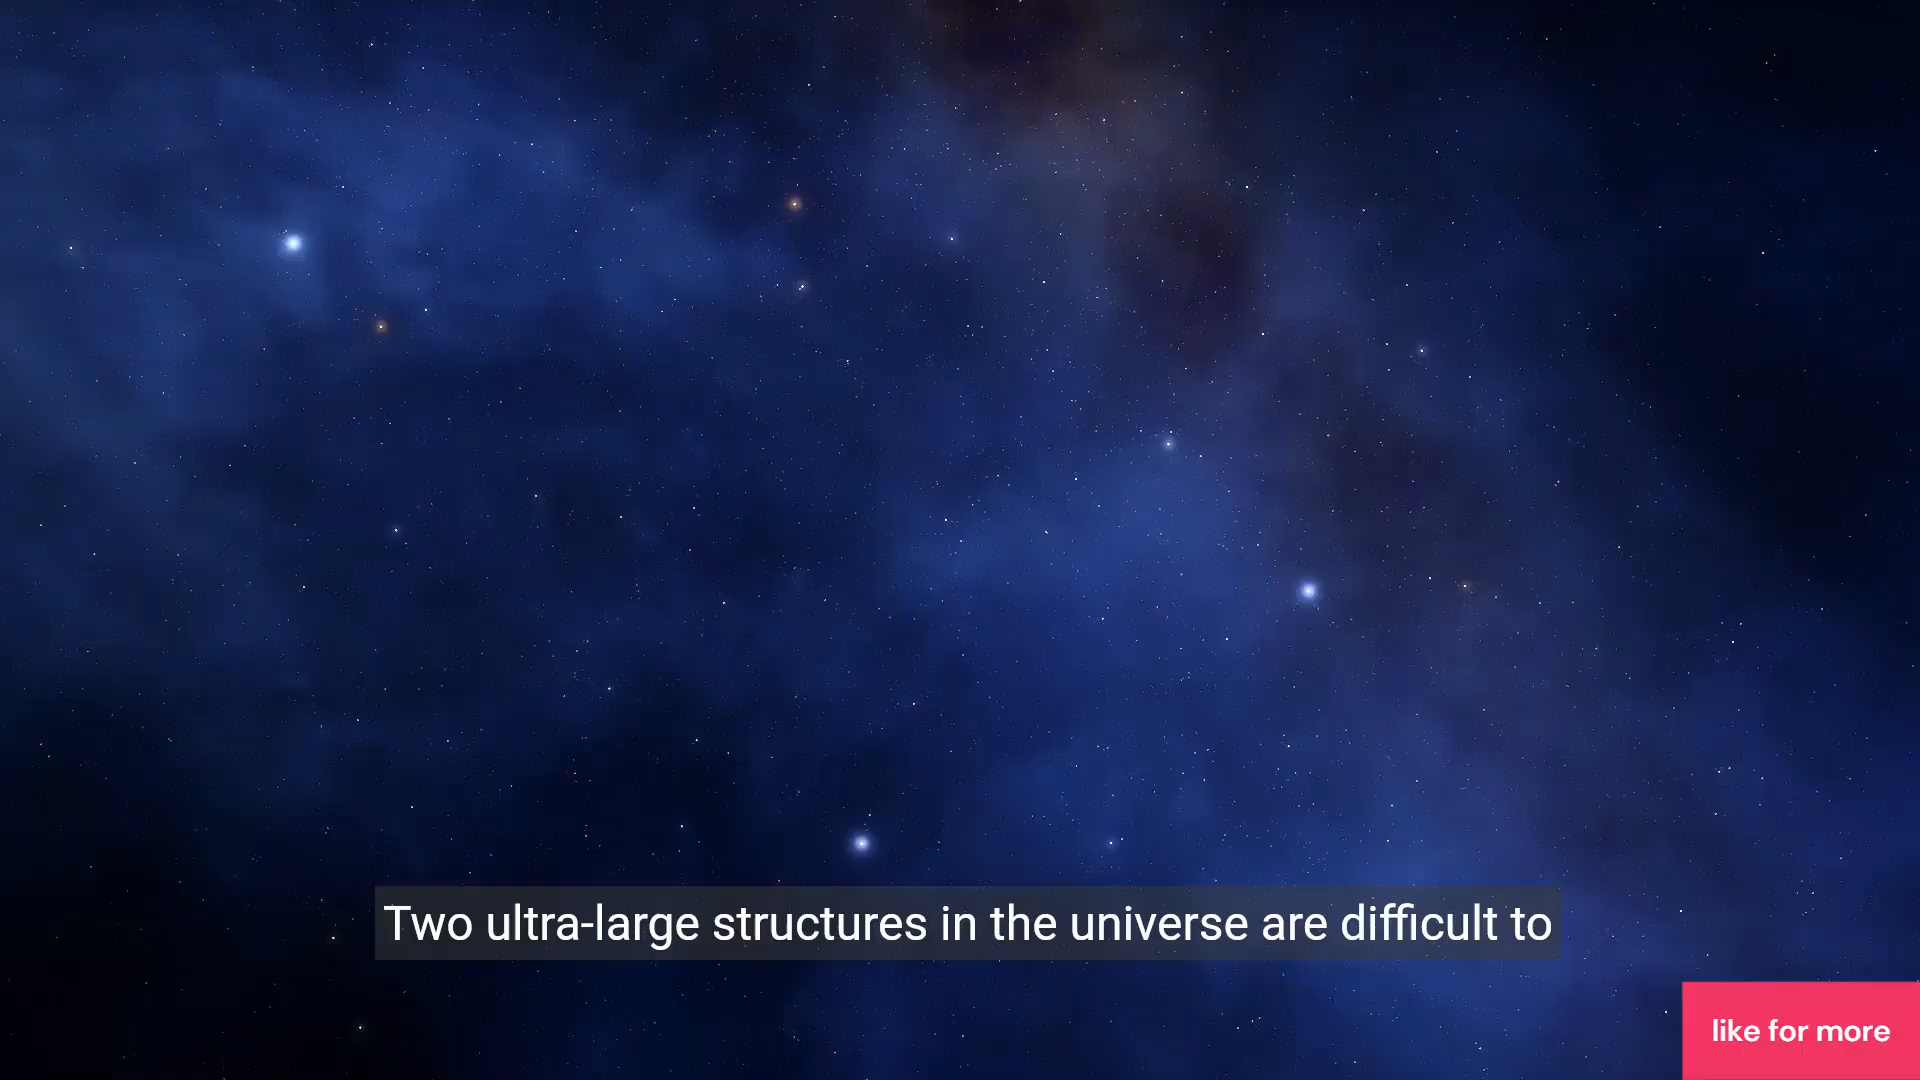 Two ultra-large structures in the universe are difficult to
like for more